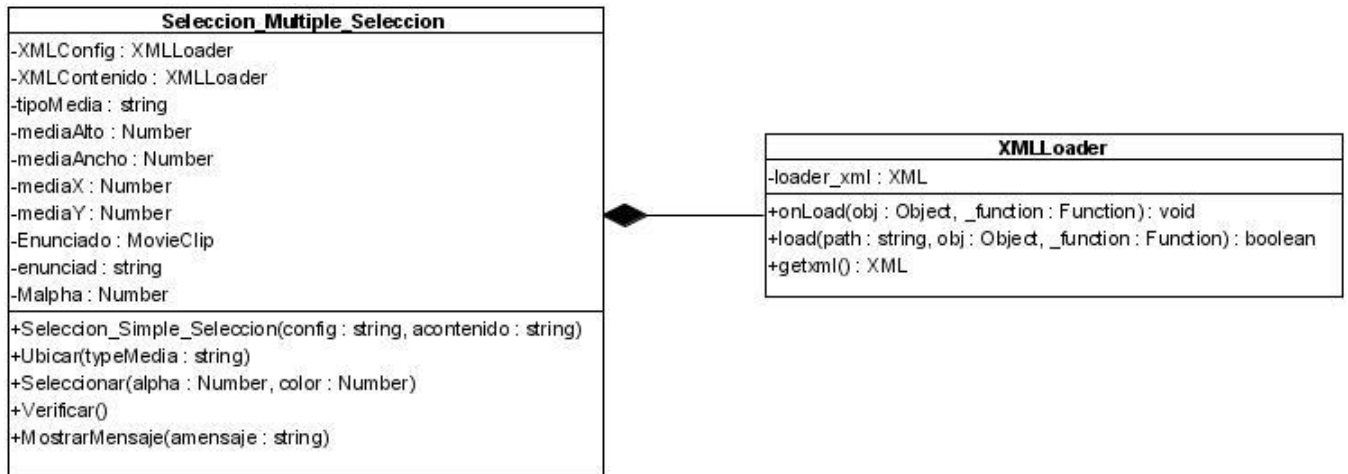 Seleccion_Multiple_Seleccion
-XMLConfig : XMLLoader
-XMLContenido : XMLLoader
-tipoMedia : string
-mediaAlto : Number
-mediaAncho : Number
-mediaX : Number
-mediaY : Number
-Enunciado : MovieClip
-enunciad : string
-Malpha : Number
+Seleccion_Simple_Seleccion(config : string, acontenido : string)
+Ubicar(typeMedia : string)
+Seleccionar(alpha : Number, color : Number)
+Verificar()
+MostrarMensaje(amensaje : string)
XMLLoader
-loader_xml : XML
+onLoad(obj : Object, _function : Function) : void
+load(path : string, obj : Object, _function : Function) : boolean
+getxml() : XML